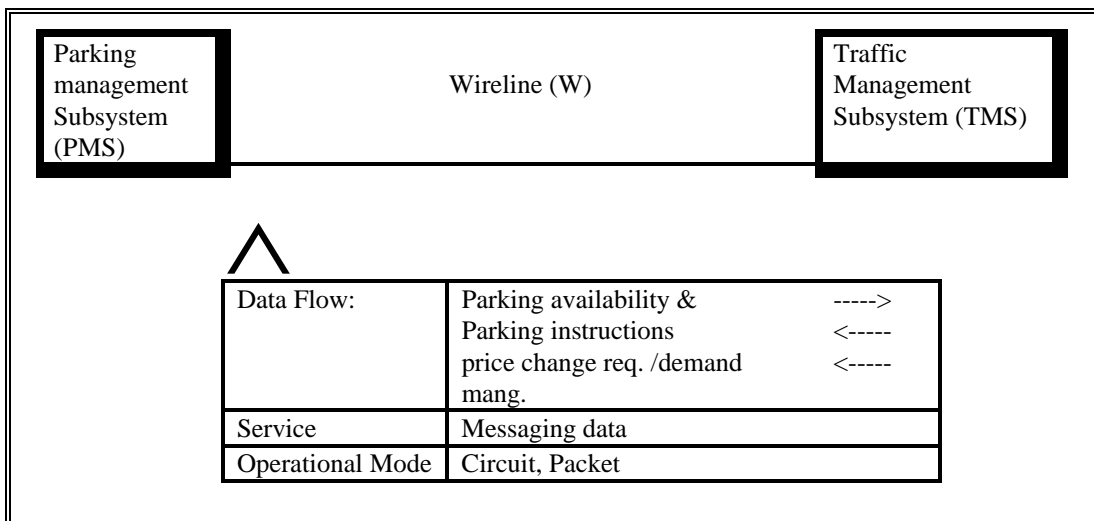 Parking
management
Subsystem
(PMS)
Wireline (W)
Traffic
Management
Subsystem (TMS)
Data Flow:
Parking availability & ----->
Parking instructions <-----
price change req. /demand <-----
mang.
Service Messaging data
Operational Mode Circuit, Packet